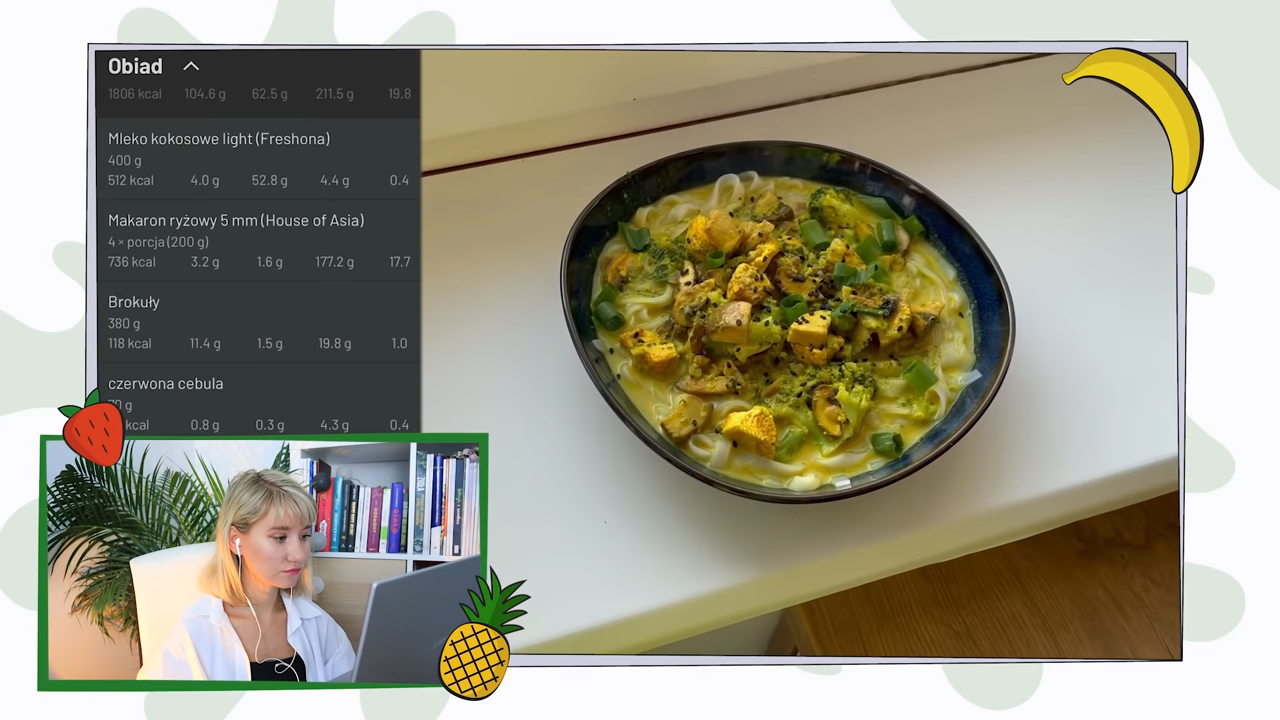 Obiad
1806 kcal 104.6 g 62.5 g 211.5 g 19.8
Mleko kokosowe light (Freshona)
400 g
512 kcal 4.0 g 52.8 g 4.4 g 0.4
Makaron ryżowy 5 mm (House of Asia)
4 × porcja (200 g)
736 kcal 3.2 g 1.6 g 177.2 g 17.7
Brokuły
380 g
118 kcal 11.4 g 1.5 g 19.8 g 1.0
czerwona cebula
g
kcal 0.8 g 0.3 g 4.3 g 0.4